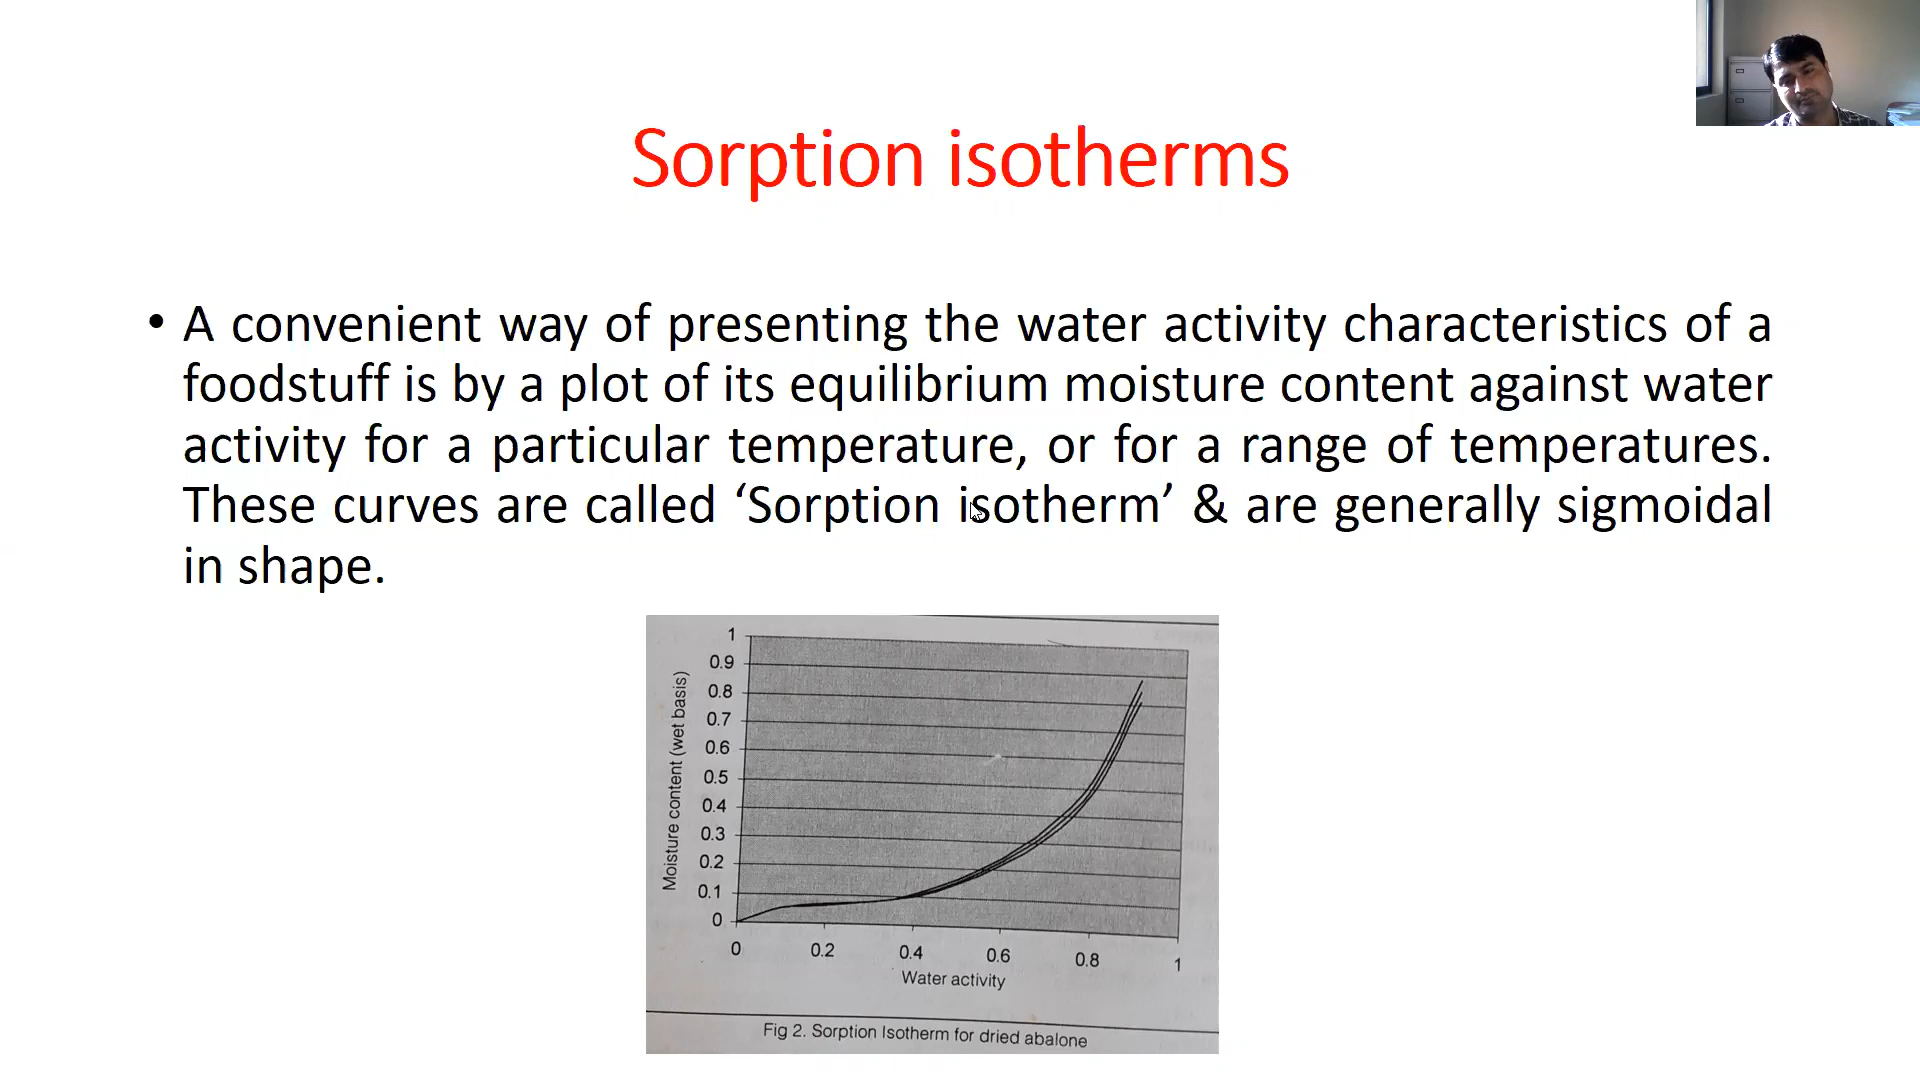 Sorption isotherms
• A convenient way of presenting the water activity characteristics of a
foodstuff is by a plot of its equilibrium moisture content against water
activity for a particular temperature, or for a range of temperatures.
These curves are called ‘Sorption isotherm’ & are generally sigmoidal
in shape.
1
0.9
0.8
0.7
0.6
0.5
0.4
0.3
0.2
0.1
0
Moisture content (wet basis)
0 0.2 0.4 0.6 0.8 1
Water activity
Fig 2. Sorption Isotherm for dried abalone